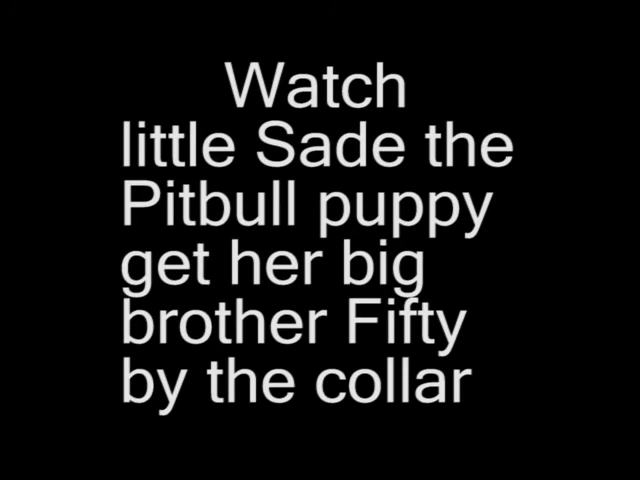 Watch
little Sade the
Pitbull puppy
get her big
brother Fifty
by the collar